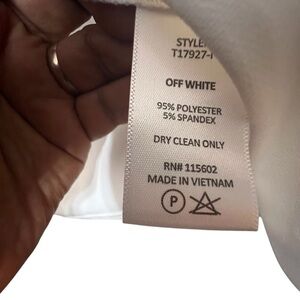 STYLE
T17927-
OFF WHITE
95% POLYESTER
5% SPANDEX
DRY CLEAN ONLY
RN# 115602
MADE IN VIETNAM
P